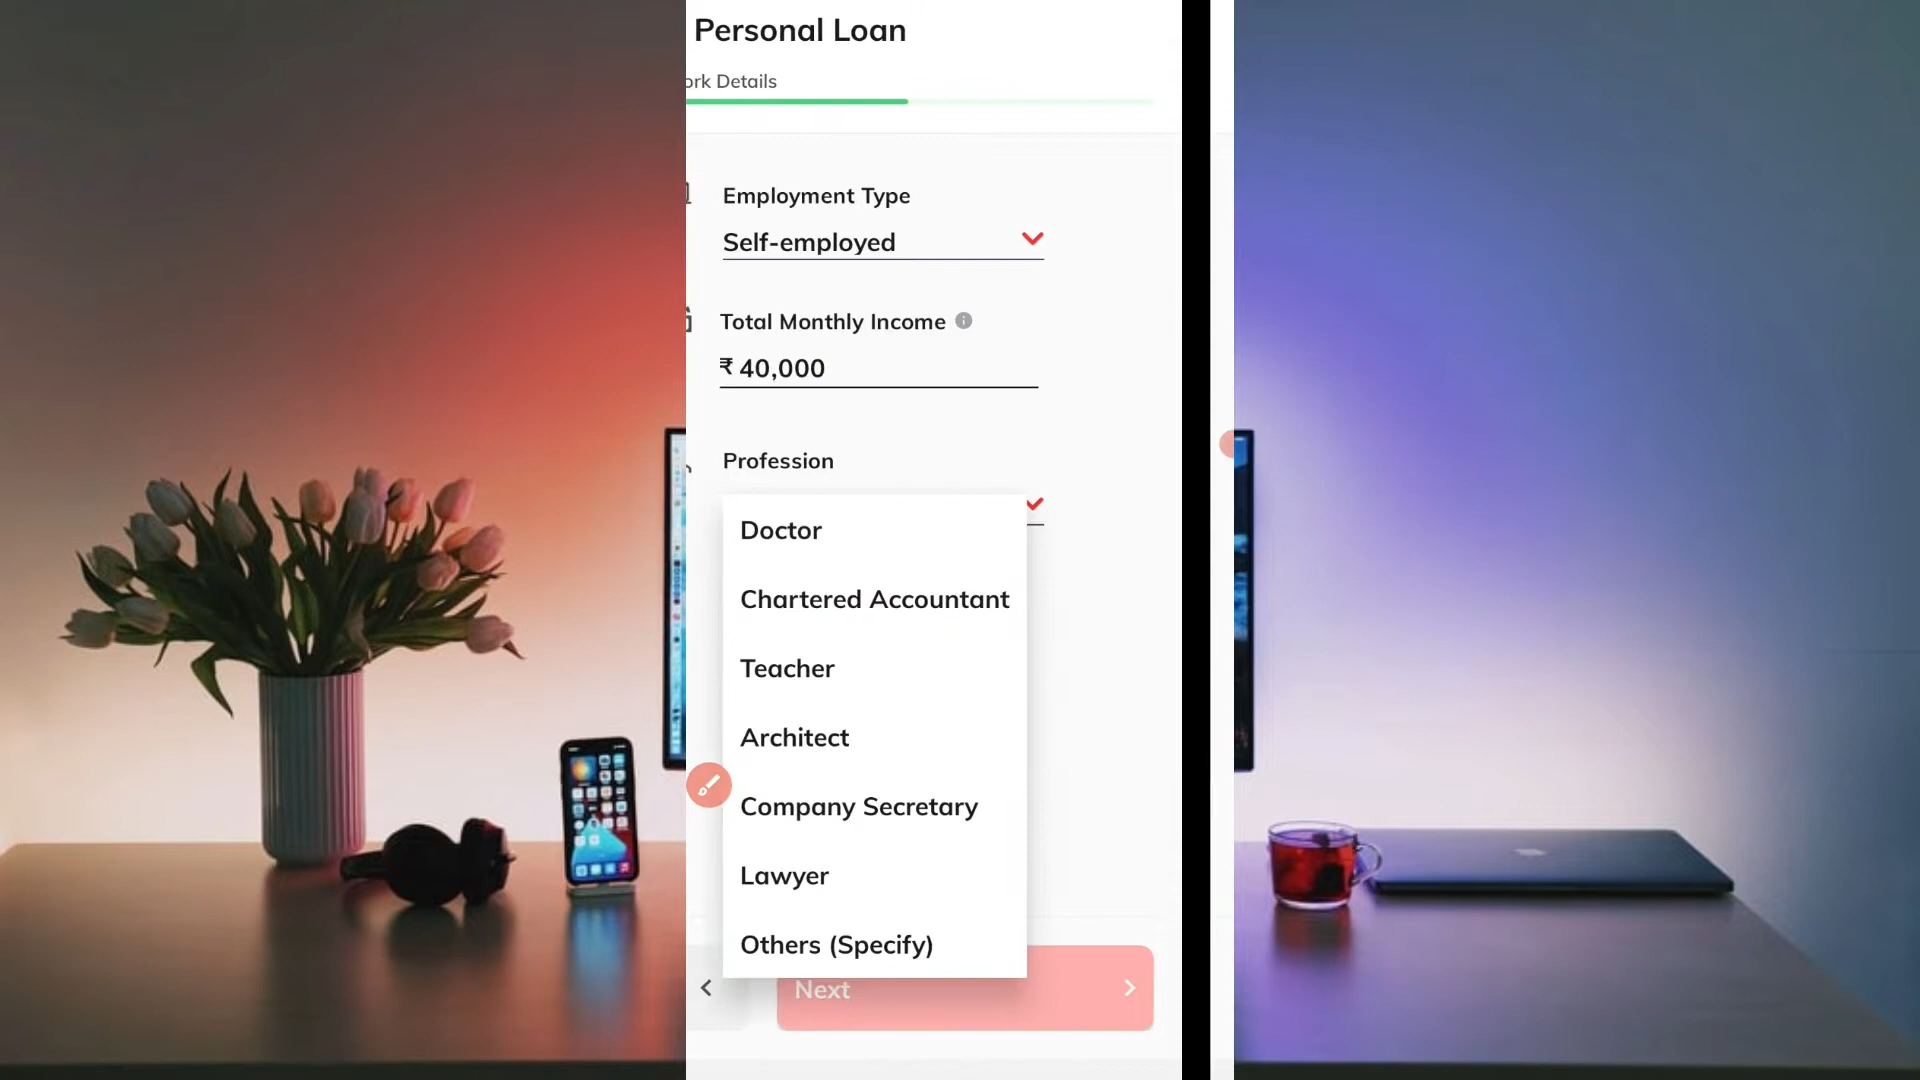 Personal Loan
ork Details
Employment Type
Self-employed
Total Monthly Income
₹ 40,000
Profession
Doctor
Chartered Accountant
Teacher
Architect
Company Secretary
Lawyer
Others (Specify)
Next